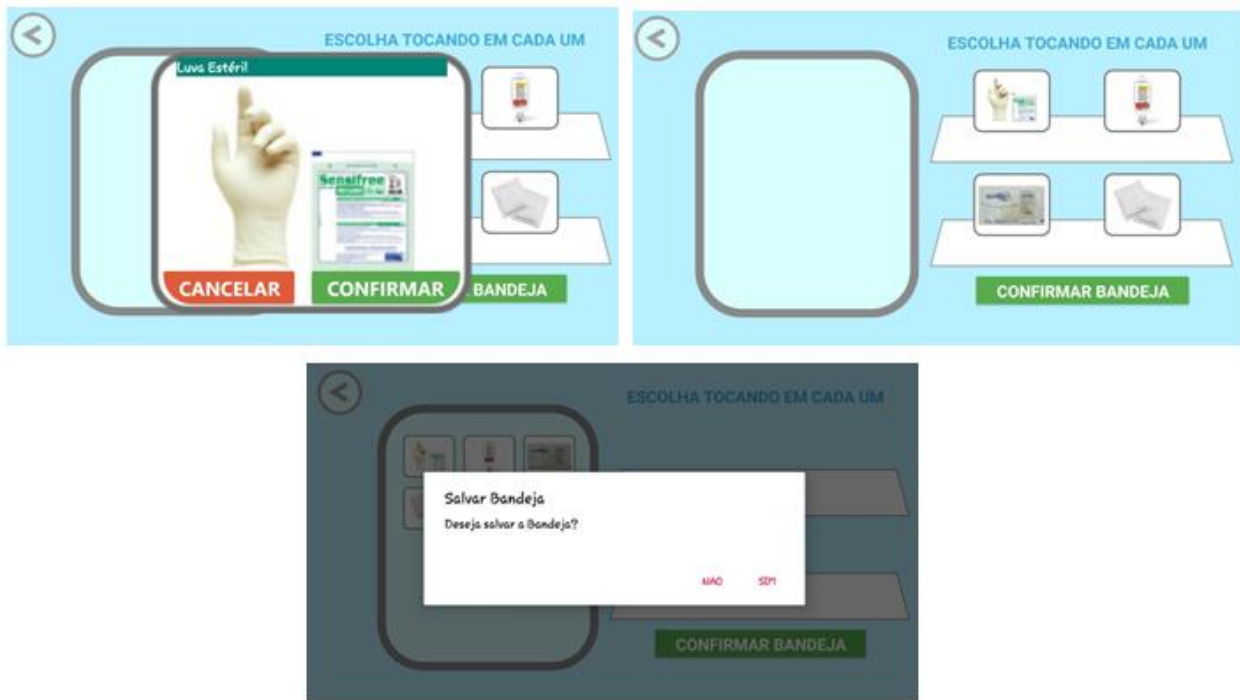 ESCOLHA TOCANDO EM CADA UM
Luva Estéril
Sensifree
CANCELAR
CONFIRMAR
BANDEJA
ESCOLHA TOCANDO EM CADA UM
CONFIRMAR BANDEJA
ESCOLHA TOCANDO EM CADA UM
Salvar Bandeja
Deseja salvar a Bandeja?
NAO SIM
CONFIRMAR BANDEJA